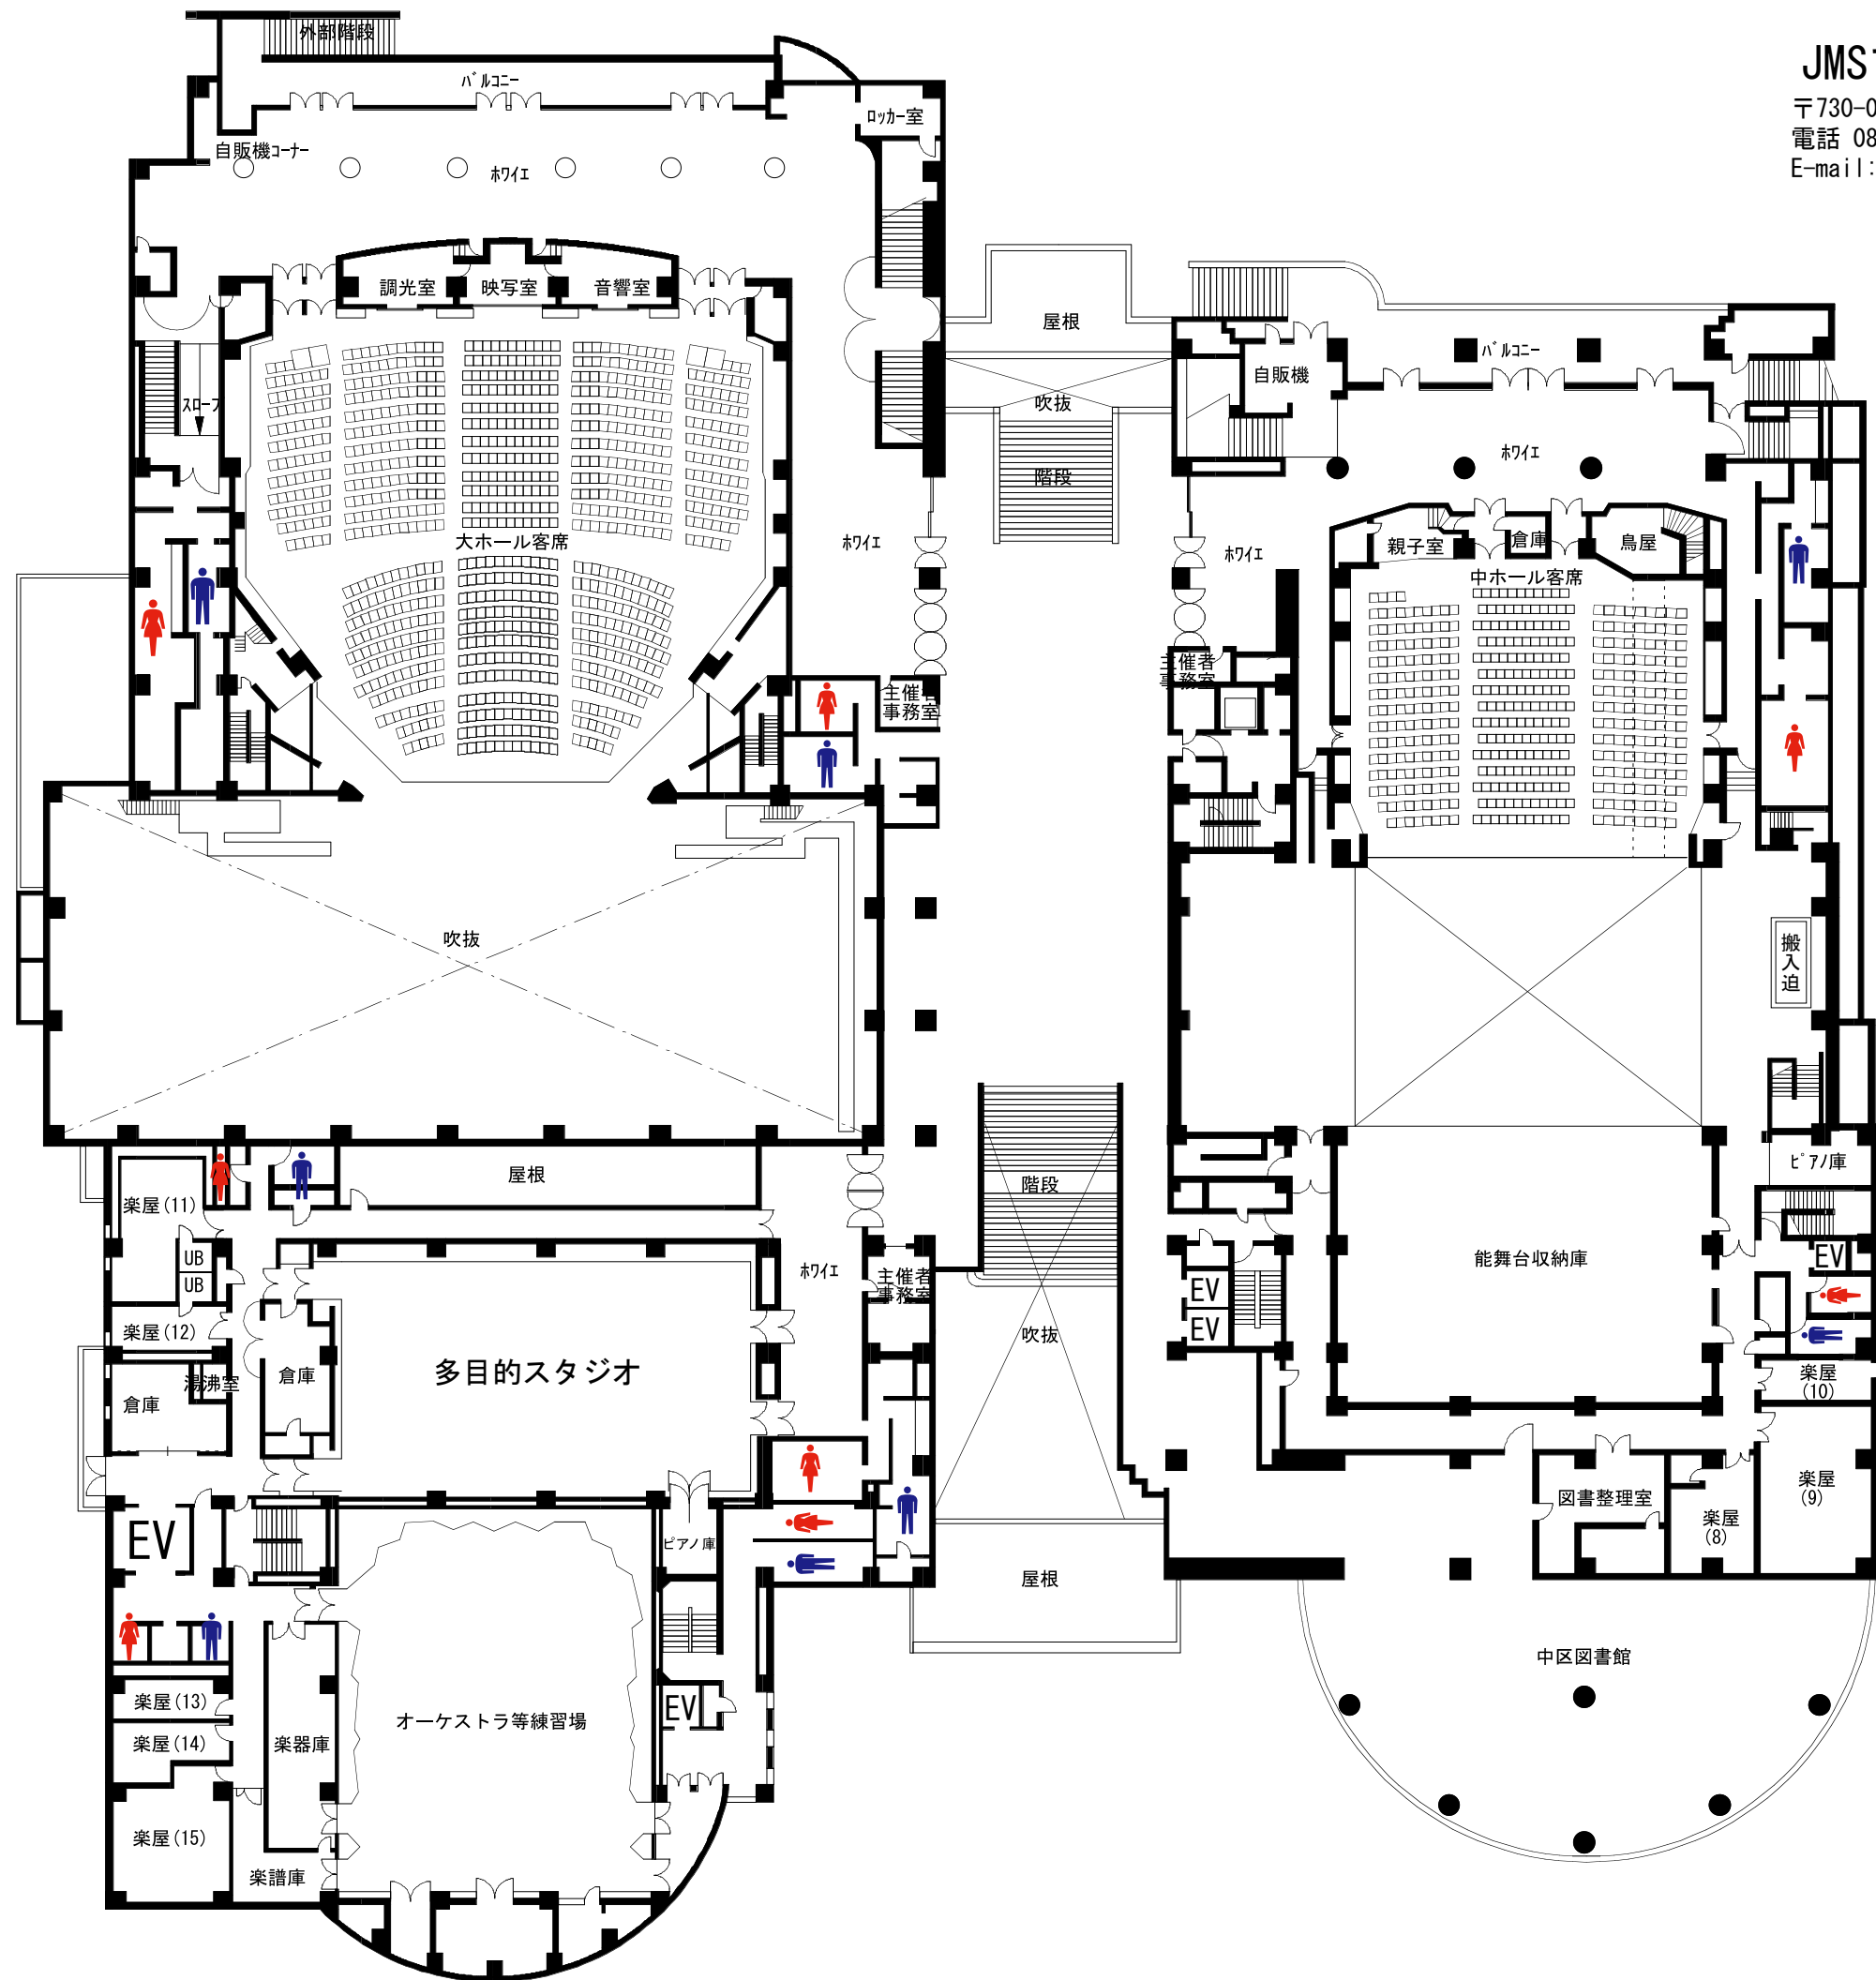 外部階段
バルコニー
ロッカー室
JMS
〒730-0
電話 08
E-mail:
自販機コーナー
ホワイエ
調光室
映写室
音響室
屋根
バルコニー
自販機
スロープ
吹抜
ホワイエ
階段
大ホール客席
ホワイエ
ホワイエ
親子室
倉庫
鳥屋
中ホール客席
主催者
事務室
主催者
事務室
吹抜
搬入迫
屋根
階段
ピアノ庫
楽屋(11)
UB
UB
ホワイエ
主催者
事務室
EV
EV
能舞台収納庫
EV
楽屋(12)
吹抜
湯沸室
倉庫
倉庫
多目的スタジオ
楽屋
(10)
楽屋
(9)
図書整理室
楽屋
(8)
EV
ピアノ庫
屋根
中区図書館
楽屋(13)
EV
オーケストラ等練習場
楽屋(14)
楽器庫
楽屋(15)
楽譜庫